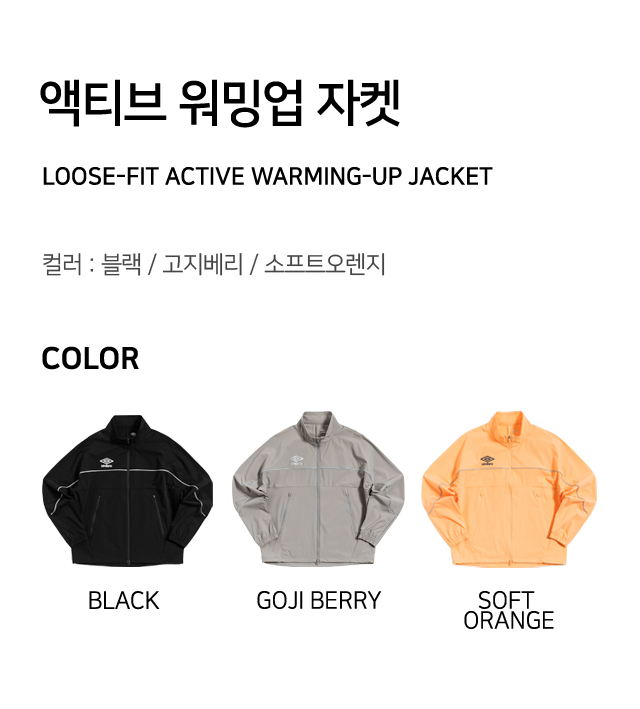 액티브 워밍업 자켓
LOOSE-FIT ACTIVE WARMING-UP JACKET
컬러 : 블랙 / 고지베리 / 소프트오렌지
COLOR
umbro
umbro
umbro
BLACK
GOJI BERRY
SOFT
ORANGE